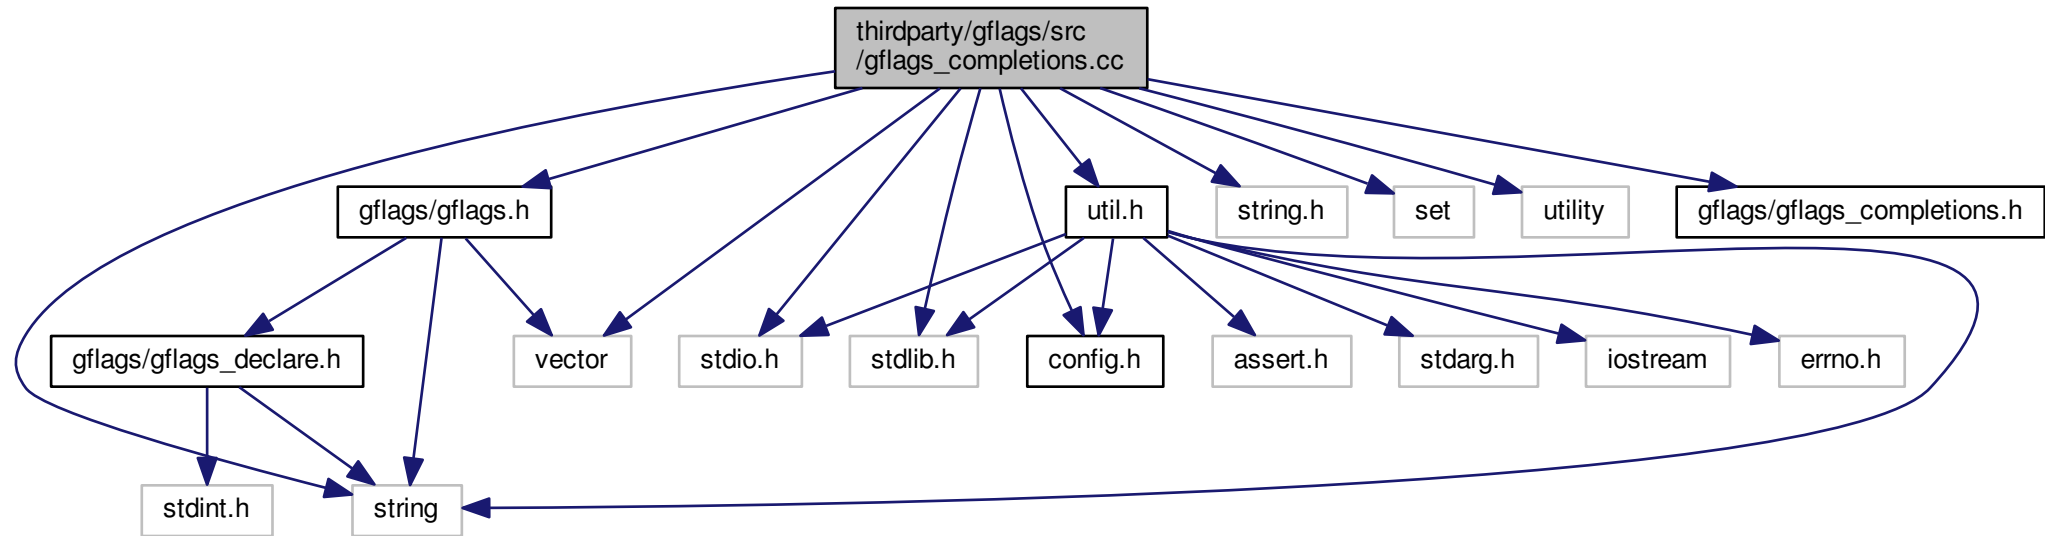 thirdparty/gflags/src
/gflags_completions.cc
gflags/gflags.h
util.h
string.h
set
utility
gflags/gflags_completions.h
gflags/gflags_declare.h
vector
stdio.h
stdlib.h
config.h
assert.h
stdarg.h
iostream
errno.h
stdint.h
string